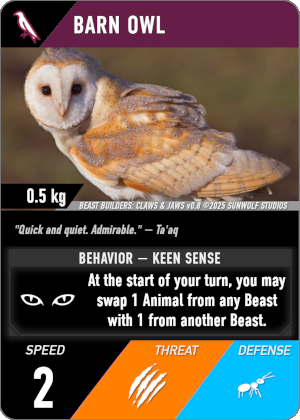 BARN OWL
0.5 kg
BEAST BUILDERS: CLAWS & JAWS v0.8 ©2025 SUNWOLF STUDIOS
"Quick and quiet. Admirable." — Ta'aq
BEHAVIOR — KEEN SENSE
At the start of your turn, you may
swap 1 Animal from any Beast
with 1 from another Beast.
SPEED THREAT DEFENSE
2